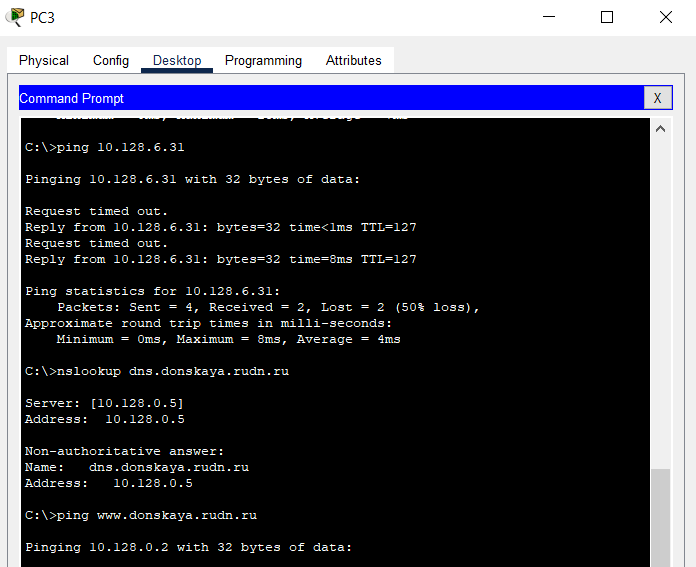 PC3
Physical Config Desktop Programming Attributes
Command Prompt X
C:\>ping 10.128.6.31
Pinging 10.128.6.31 with 32 bytes of data:
Request timed out.
Reply from 10.128.6.31: bytes=32 time<1ms TTL=127
Request timed out.
Reply from 10.128.6.31: bytes=32 time=8ms TTL=127
Ping statistics for 10.128.6.31:
Packets: Sent = 4, Received = 2, Lost = 2 (50% loss),
Approximate round trip times in milli-seconds:
Minimum = 0ms, Maximum = 8ms, Average = 4ms
C:\>nslookup dns.donskaya.rudn.ru
Server: [10.128.0.5]
Address: 10.128.0.5
Non-authoritative answer:
Name: dns.donskaya.rudn.ru
Address: 10.128.0.5
C:\>ping www.donskaya.rudn.ru
Pinging 10.128.0.2 with 32 bytes of data: